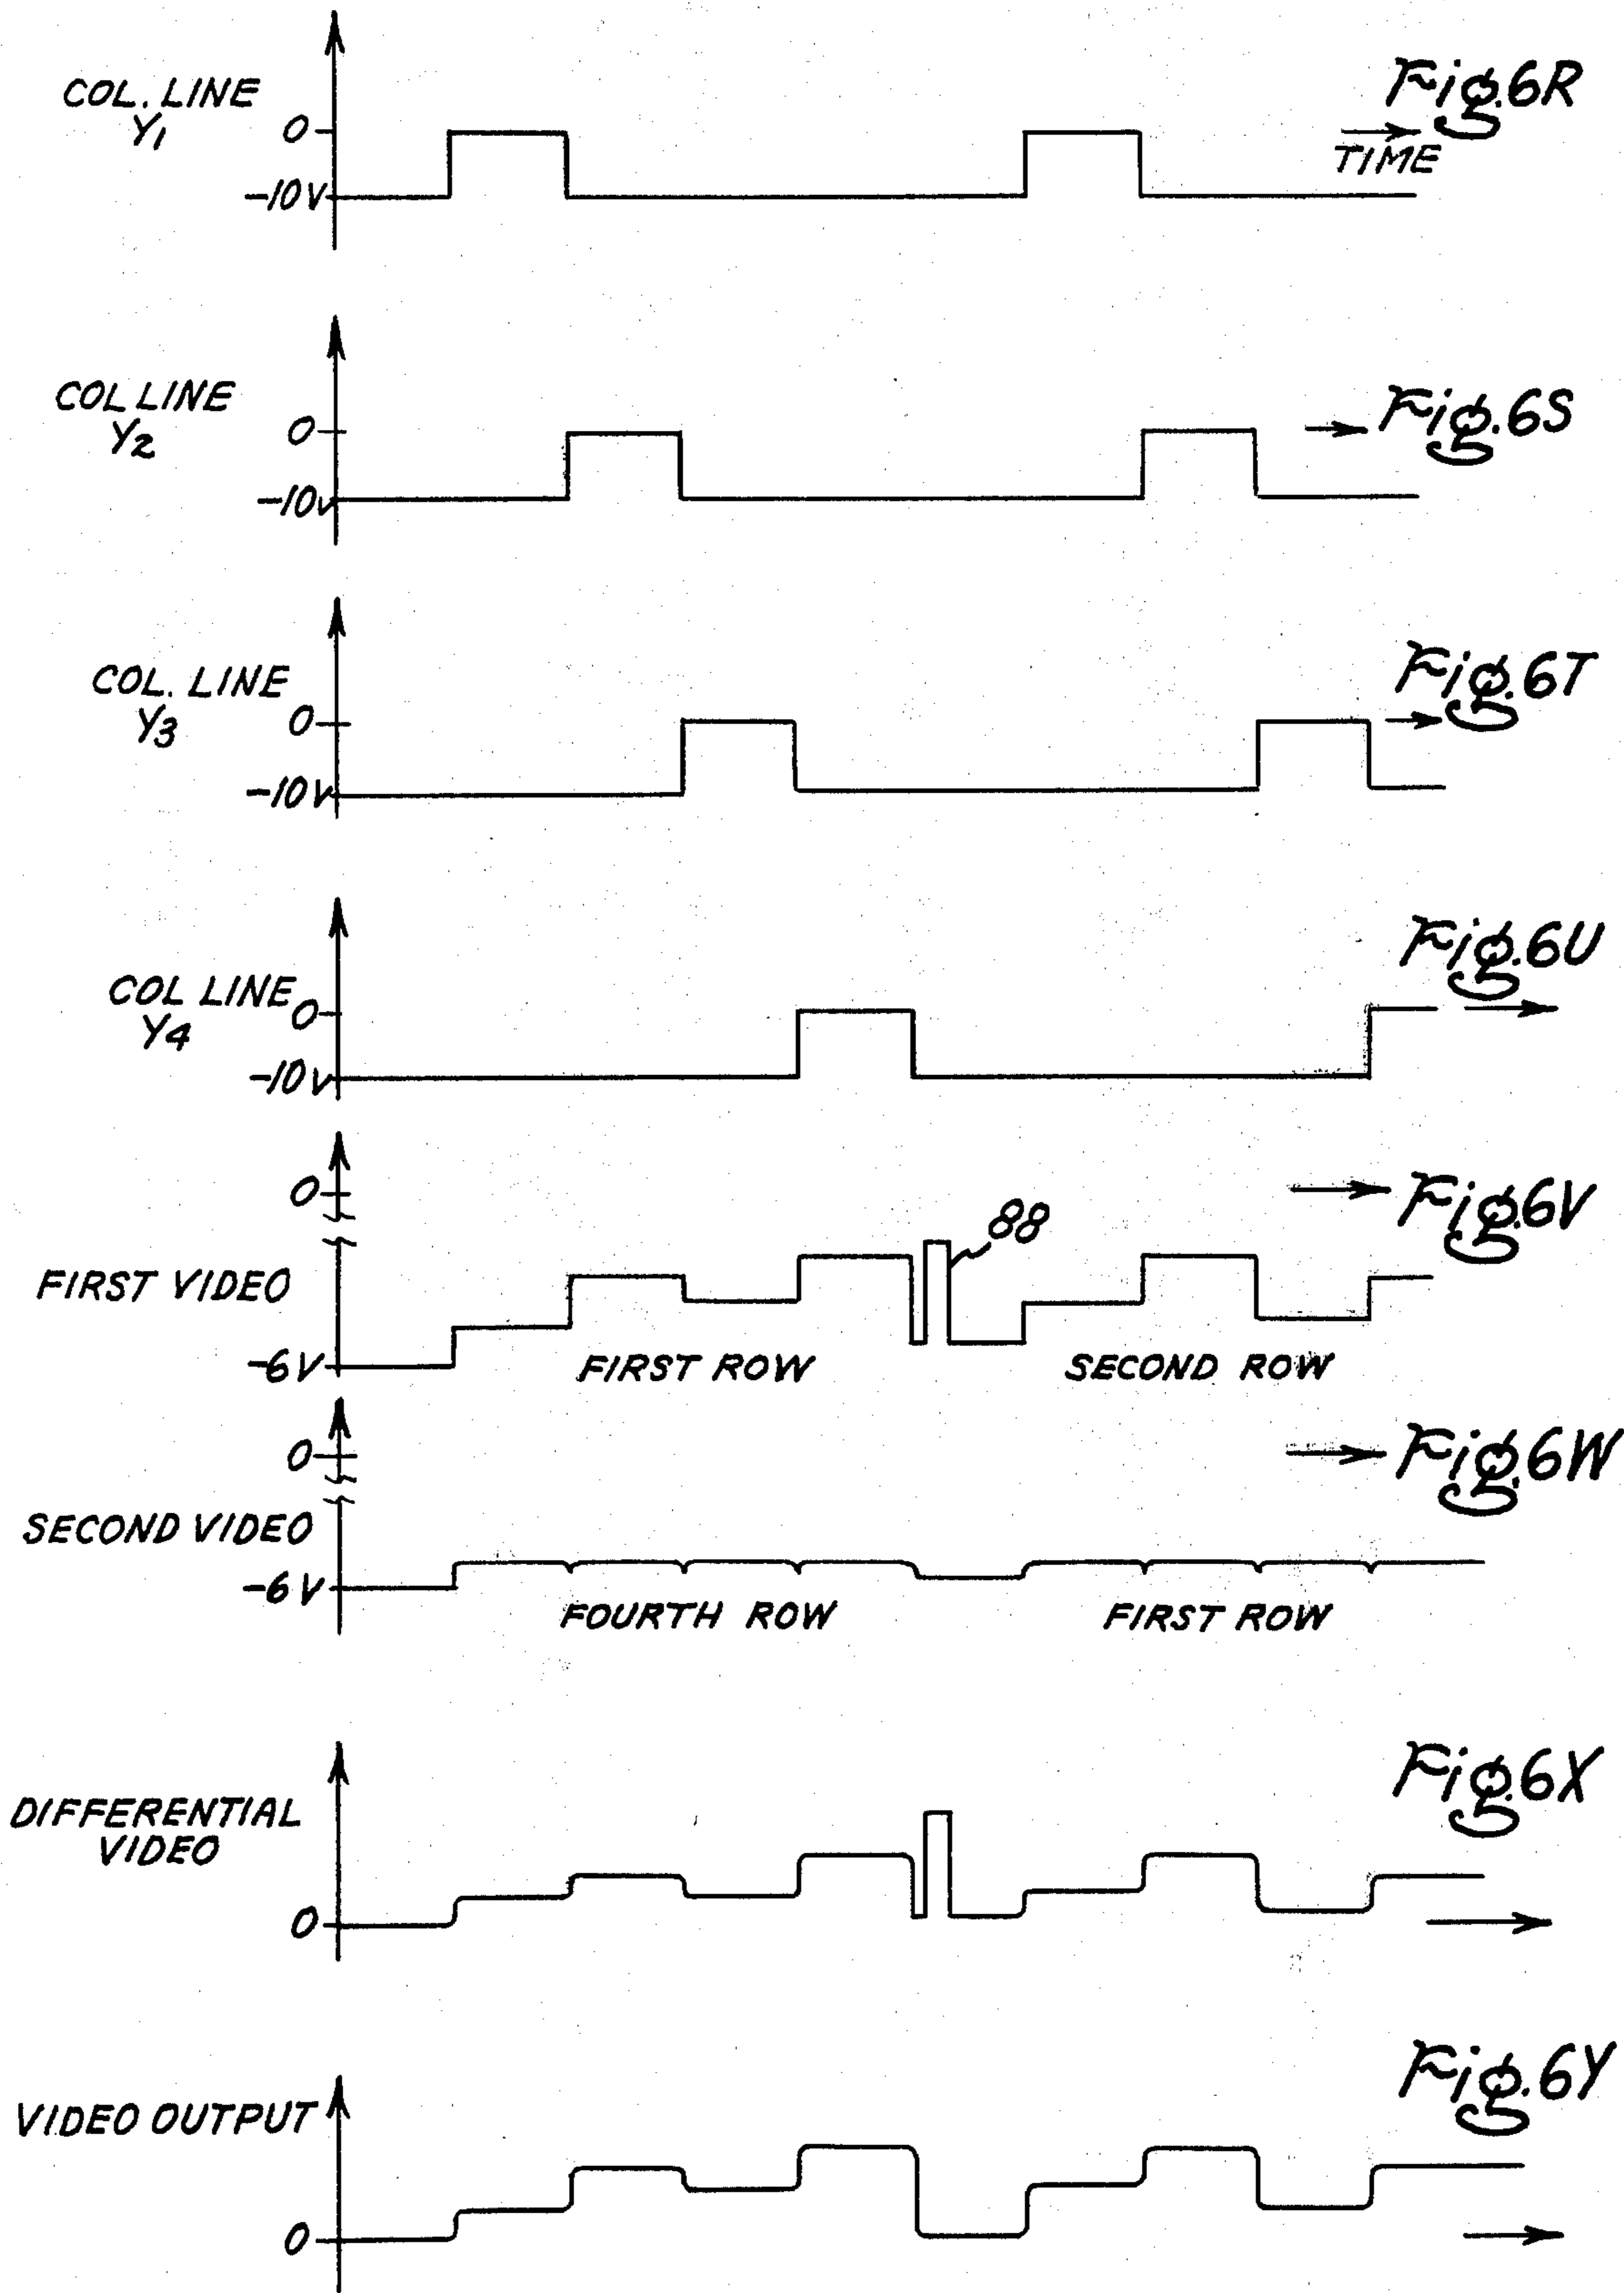 COL. LINE
Y1
0
-10V
Fig.6R
TIME
COL LINE
Y2
0
-10V
Fig.6S
COL. LINE
Y3
0
-10V
Fig.6T
COL LINE
Y4
0
-10V
Fig.6U
0
88
Fig.6V
FIRST VIDEO
-6V
FIRST ROW
SECOND ROW
0
Fig.6W
SECOND VIDEO
-6V
FOURTH ROW
FIRST ROW
Fig.6X
DIFFERENTIAL
VIDEO
0
Fig.6Y
VIDEO OUTPUT
0